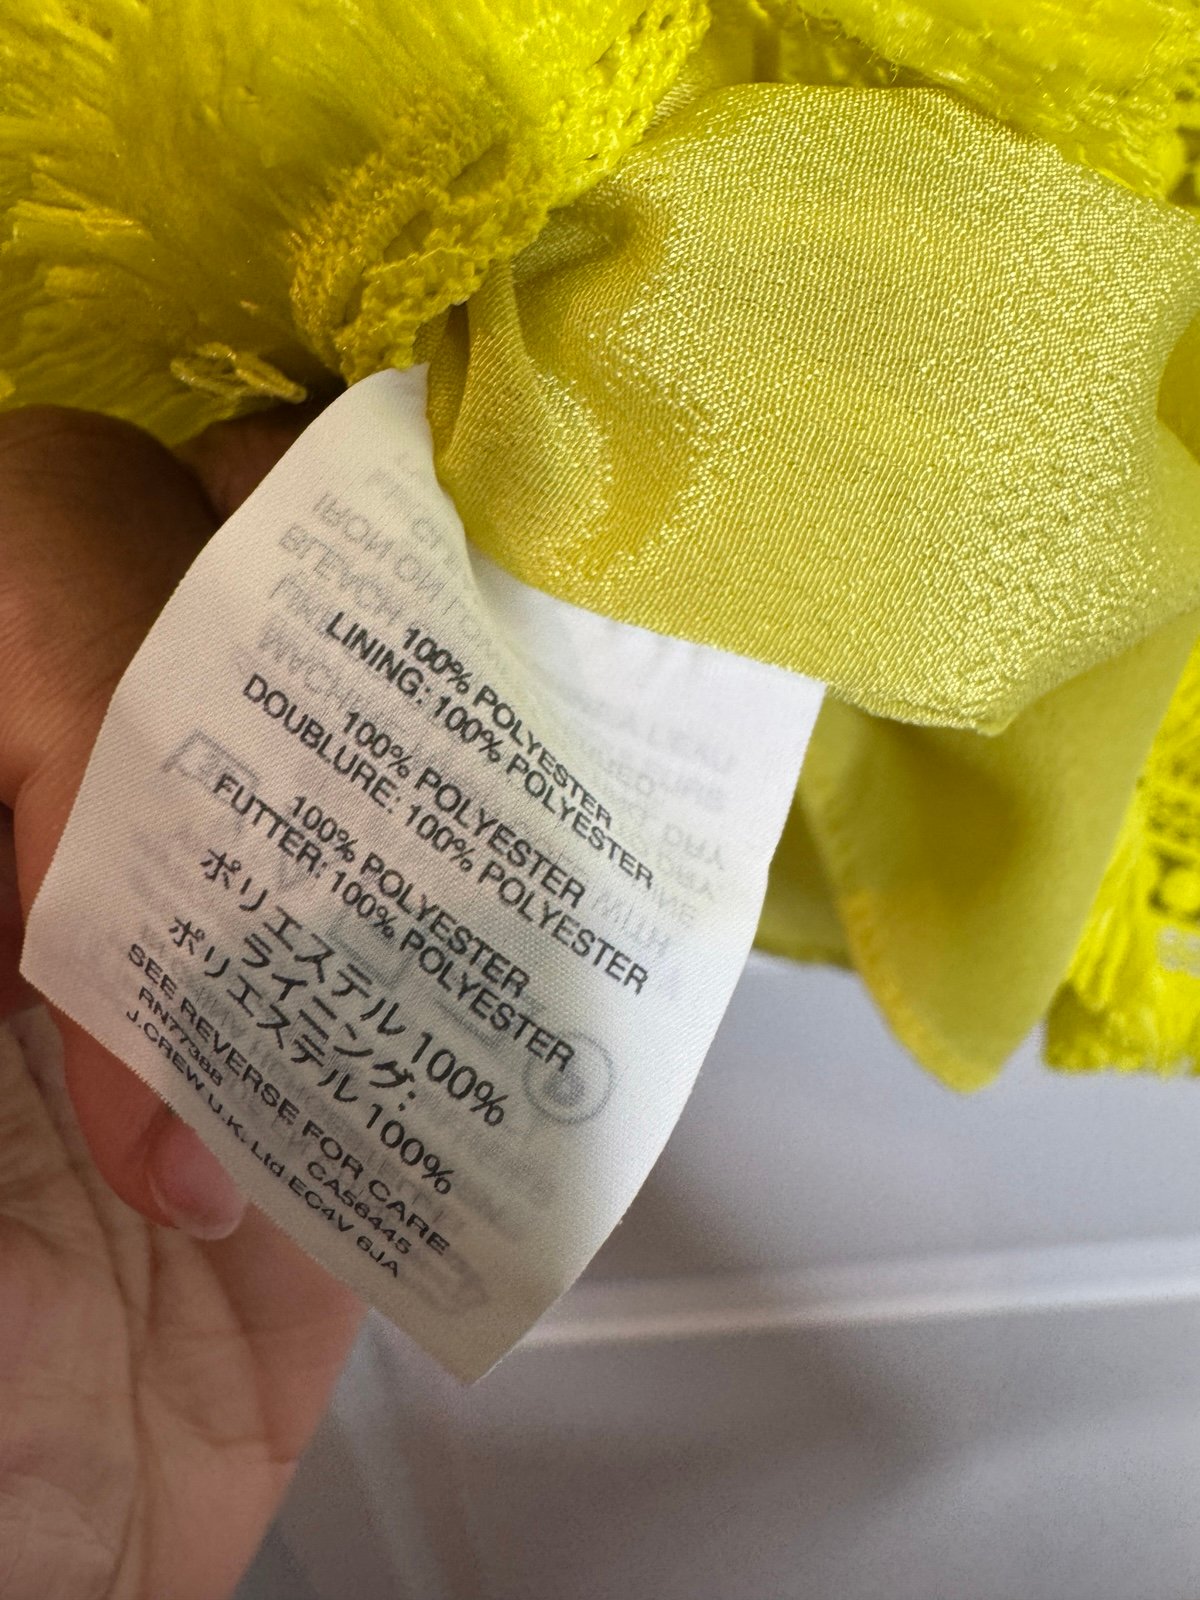 100% POLYESTER
LINING: 100% POLYESTER
100% POLYESTER
DOUBLURE: 100% POLYESTER
100% POLYESTER
FUTTER: 100% POLYESTER
ポリエステル 100%
ライニング:
ポリエステル 100%
SEE REVERSE FOR CARE
RN77388 CA56445
J.CREW U.K. Ltd EC4V 6JA